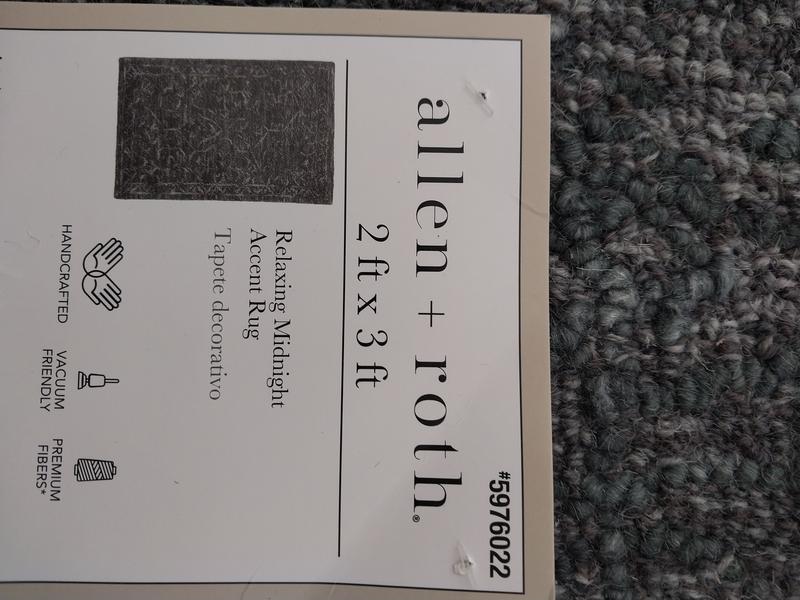 #5976022
allen + roth®
2 ft x 3 ft
Relaxing Midnight
Accent Rug
Tapete decorativo
HANDCRAFTED
VACUUM
FRIENDLY
PREMIUM
FIBERS*